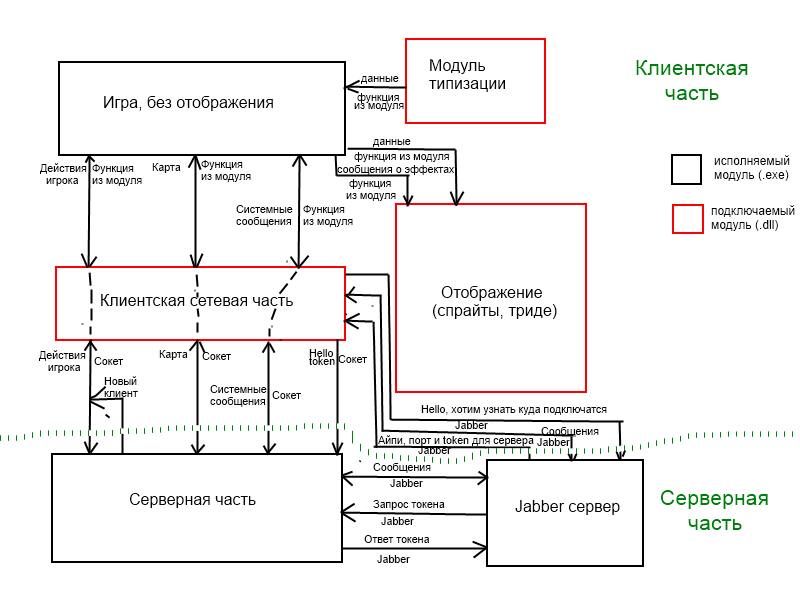 Модуль
типизации
Клиентская
часть
Игра, без отображения
данные
функция
из модуля
исполняемый
модуль (.exe)
подключаемый
модуль (.dll)
данные
функция из модуля
сообщения о эффектах
функция
из модуля
Действия
игрока
Функция
из модуля
Карта
Функция
из модуля
Системные
сообщения
Функция
из модуля
Отображение
(спрайты, триде)
Клиентская сетевая часть
Действия
игрока
Сокет
Новый
клиент
Карта
Сокет
Системные
сообщения
Сокет
Hello
token
Сокет
Hello, хотим узнать куда подключатся
Jabber
Сообщения
Jabber
Айпи, порт и token для сервера
Jabber
Серверная часть
Сообщения
Jabber
Запрос токена
Jabber
Ответ токена
Jabber
Jabber сервер
Серверная
часть